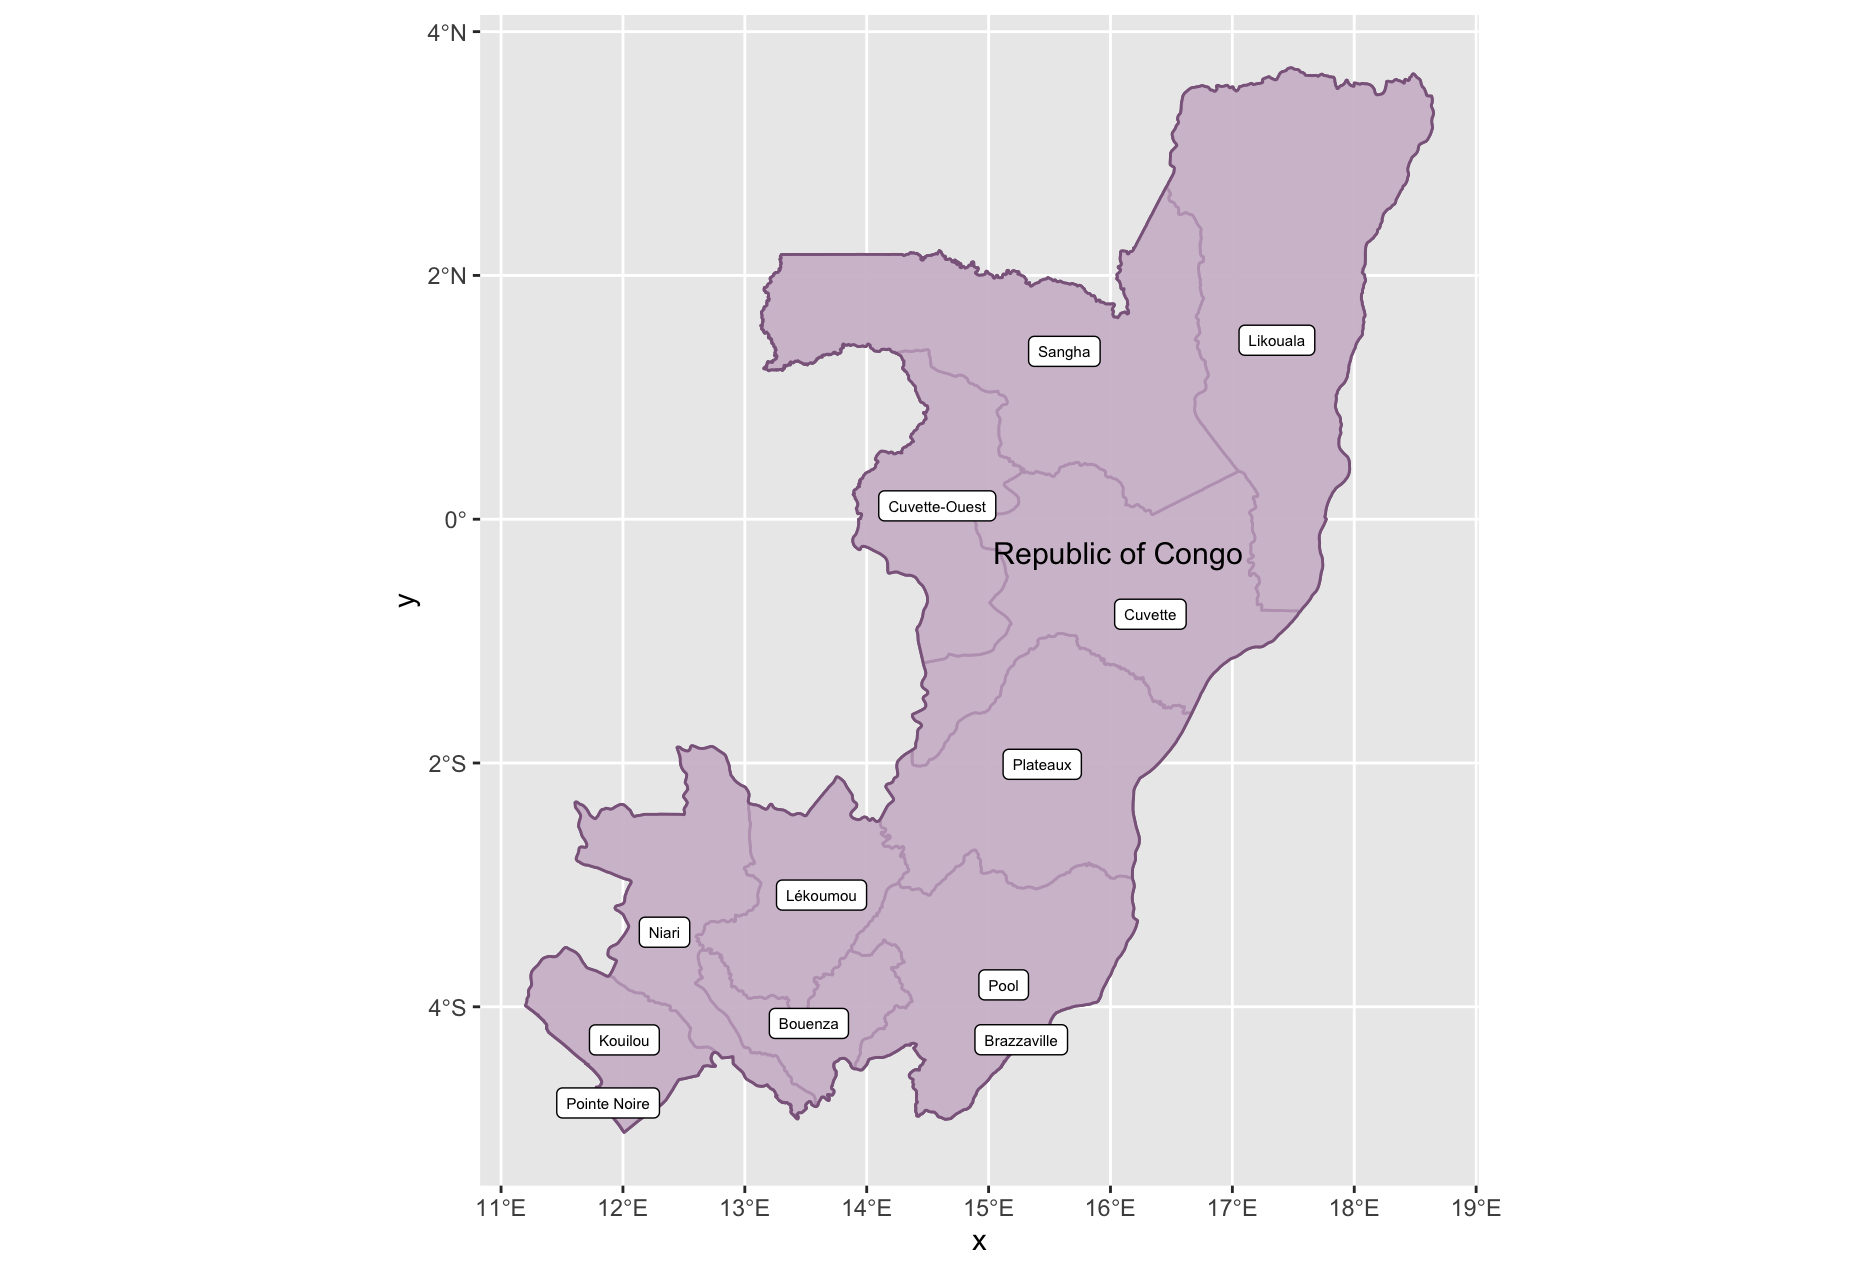 4°N
2°N
Sangha
Likouala
Cuvette-Ouest
0°
Republic of Congo
y
Cuvette
2°S
Plateaux
Lékoumou
Niari
Pool
4°S
Bouenza
Kouilou
Brazzaville
Pointe Noire
11°E 12°E 13°E 14°E 15°E 16°E 17°E 18°E 19°E
x